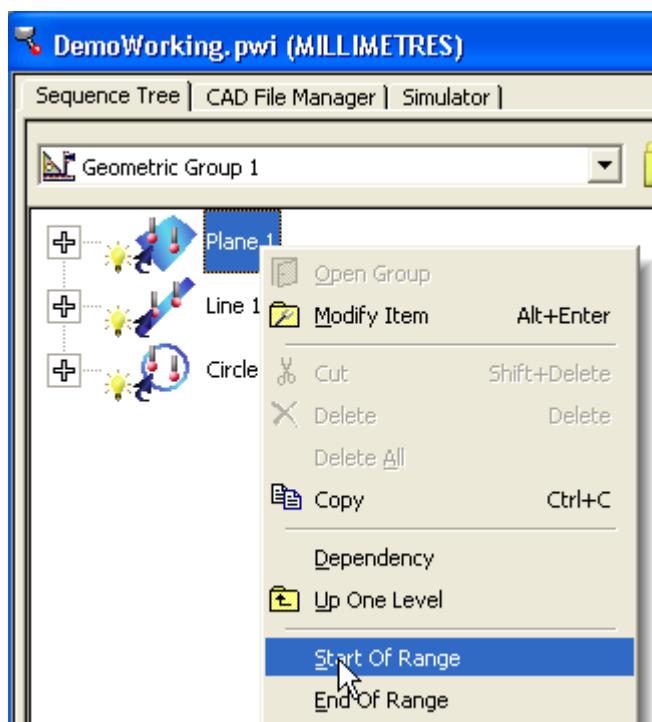 DemoWorking.pwi (MILLIMETRES)
Sequence Tree CAD File Manager Simulator
Geometric Group 1
Plane 1
Open Group
Line 1
Modify Item Alt+Enter
Circle
Cut Shift+Delete
Delete Delete
Delete All
Copy Ctrl+C
Dependency
Up One Level
Start Of Range
End Of Range